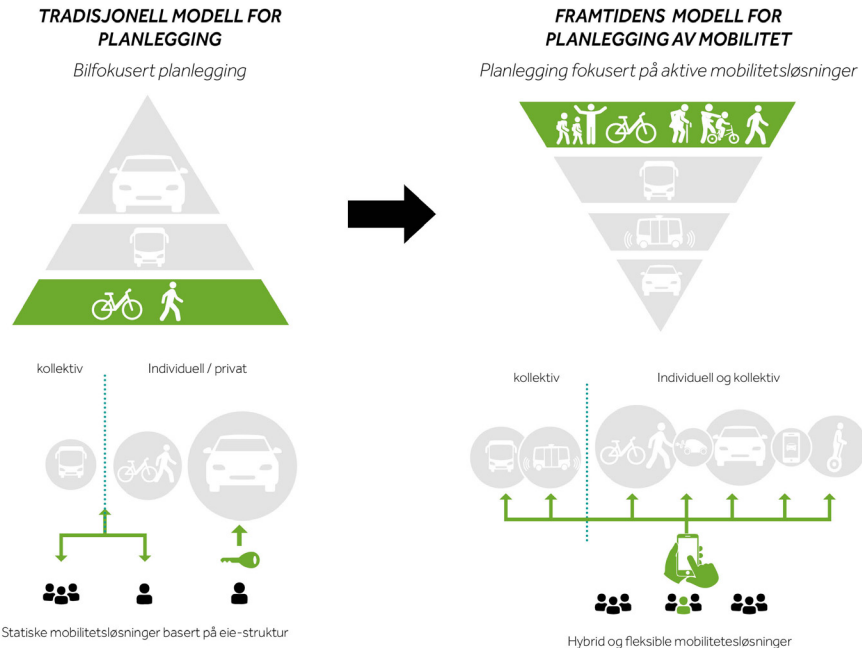 TRADISJONELL MODELL FOR
PLANLEGGING
Bilfokusert planlegging
kollektiv
Individuell / privat
Statiske mobilitetsløsninger basert på eie-struktur
FRAMTIDENS MODELL FOR
PLANLEGGING AV MOBILITET
Planlegging fokusert på aktive mobilitetsløsninger
kollektiv
Individuell og kollektiv
Hybrid og fleksible mobilitetesløsninger